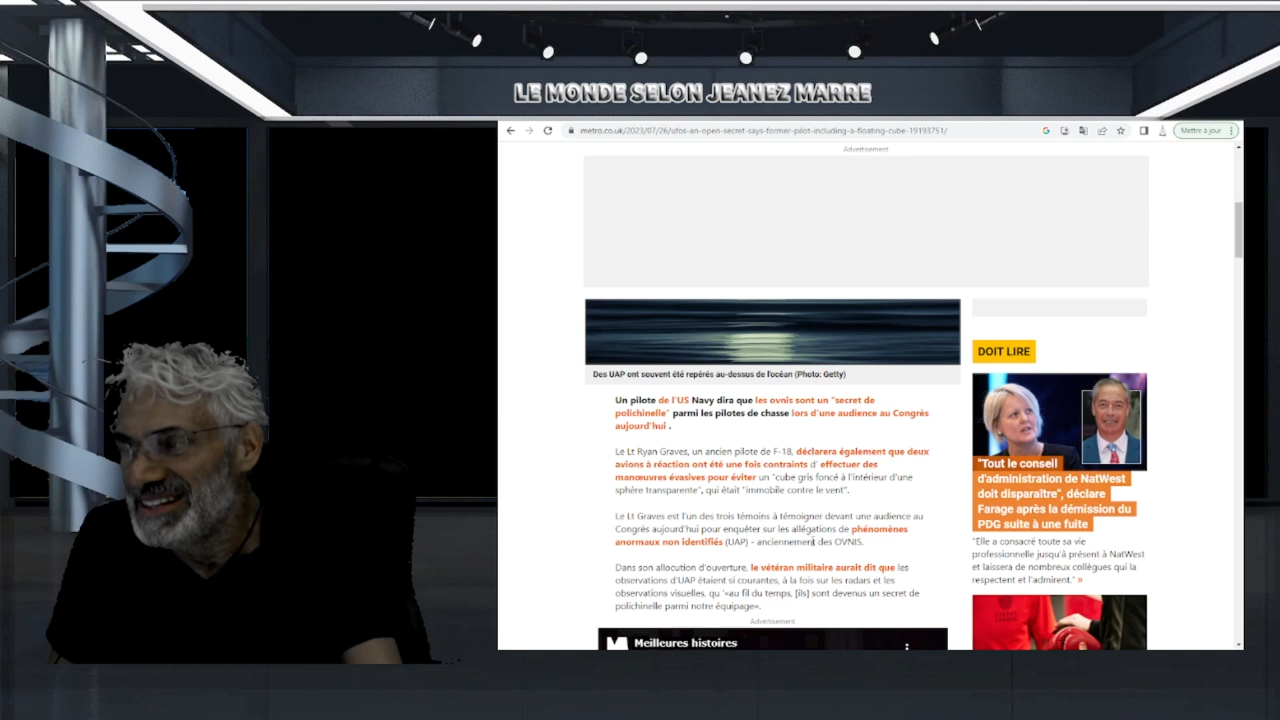 LE MONDE SELON JEANEZ MARRE
metro.co.uk/2023/07/26/ufos-an-open-secret-says-former-pilot-including-a-floating-cube-19193751/
Mettre à jour
Advertisement
Des UAP ont souvent été repérés au-dessus de l'océan (Photo: Getty)
Un pilote de l'US Navy dira que les ovnis sont un "secret de
polichinelle" parmi les pilotes de chasse lors d'une audience au Congrès
aujourd'hui .
Le Lt Ryan Graves, un ancien pilote de F-18, déclarera également que deux
avions à réaction ont été une fois contraints d' effectuer des
manœuvres évasives pour éviter un "cube gris foncé à l'intérieur d'une
sphère transparente", qui était "immobile contre le vent".
Le Lt Graves est l'un des trois témoins à témoigner devant une audience au
Congrès aujourd'hui pour enquêter sur les allégations de phénomènes
anormaux non identifiés (UAP) - anciennement des OVNIS.
Dans son allocution d'ouverture, le vétéran militaire aurait dit que les
observations d'UAP étaient si courantes, à la fois sur les radars et les
observations visuelles, qu '«au fil du temps, [ils] sont devenus un secret de
polichinelle parmi notre équipage».
Advertisement
Meilleures histoires
DOIT LIRE
"Tout le conseil
d'administration de NatWest
doit disparaître", déclare
Farage après la démission du
PDG suite à une fuite
"Elle a consacré toute sa vie
professionnelle jusqu'à présent à NatWest
et laissera de nombreux collègues qui la
respectent et l'admirent." »